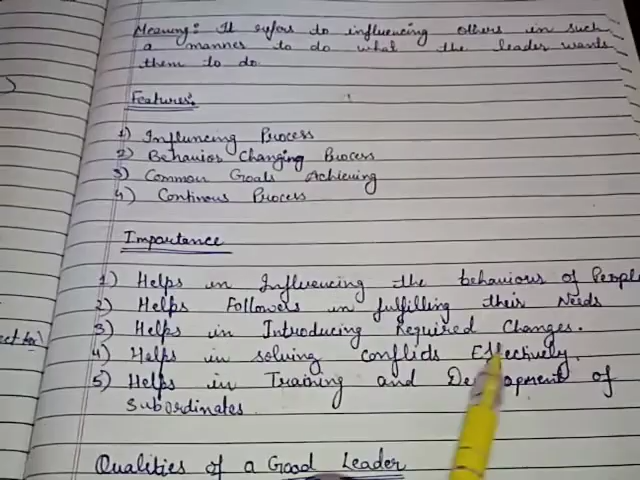 Meaning: It refers to influencing others in such
a manner to do what the leader wants
them to do
Features:
1) Influncing Process
2) Behavior Changing Process
3) Common Goals Achieving
4) Continous Process
Importance
1) Helps in Influencing the behaviour of People
2) Helps Followers in fulfilling their Needs
3) Helps in Introducing Required Changes.
4) Helps in solving conflicts Effectively.
5) Helps in Training and of
Subordinates
Qualities of a Good Leader